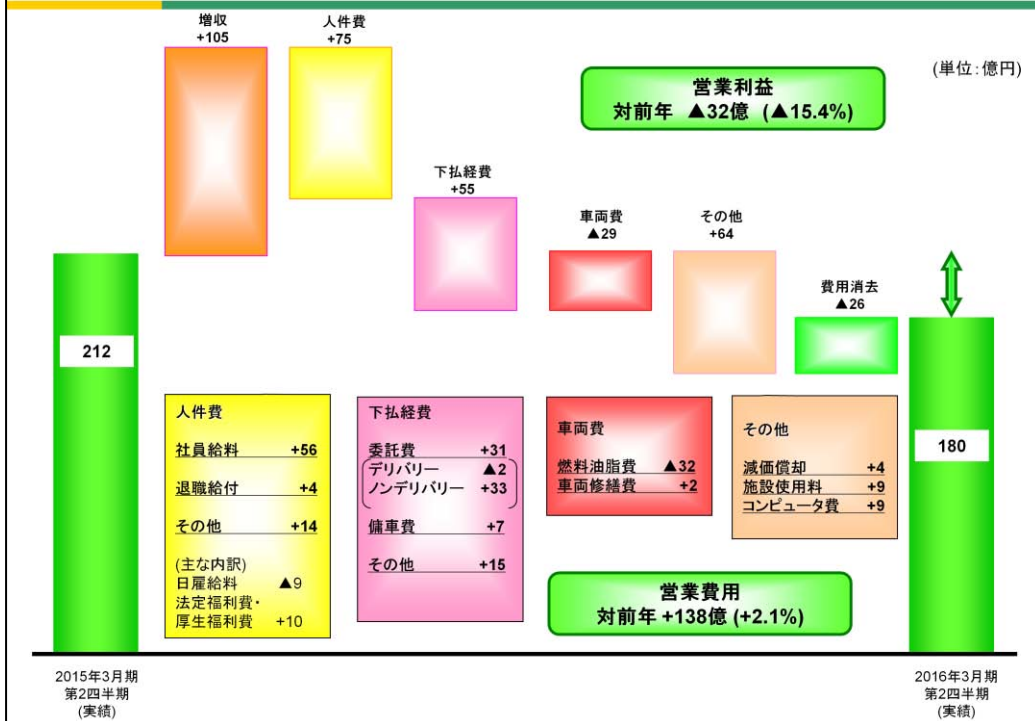 (単位：億円)
増収
+105
人件費
+75
下払経費
+55
車両費
▲29
その他
+64
費用消去
▲26
営業利益
対前年 ▲32億 (▲15.4%)
212
180
人件費
社員給料 +56
退職給付 +4
その他 +14
(主な内訳)
日雇給料 ▲9
法定福利費・
厚生福利費 +10
下払経費
委託費 +31
デリバリー ▲2
ノンデリバリー +33
傭車費 +7
その他 +15
車両費
燃料油脂費 ▲32
車両修繕費 +2
その他
減価償却 +4
施設使用料 +9
コンピュータ費 +9
営業費用
対前年 +138億 (+2.1%)
2015年3月期
第2四半期
(実績)
2016年3月期
第2四半期
(実績)